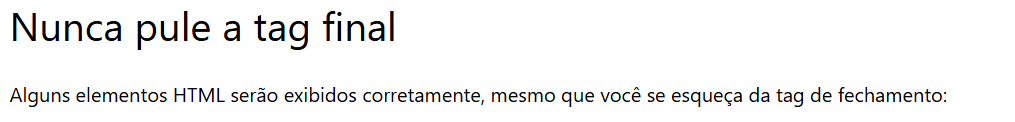 Nunca pule a tag final
Alguns elementos HTML serão exibidos corretamente, mesmo que você se esqueça da tag de fechamento: